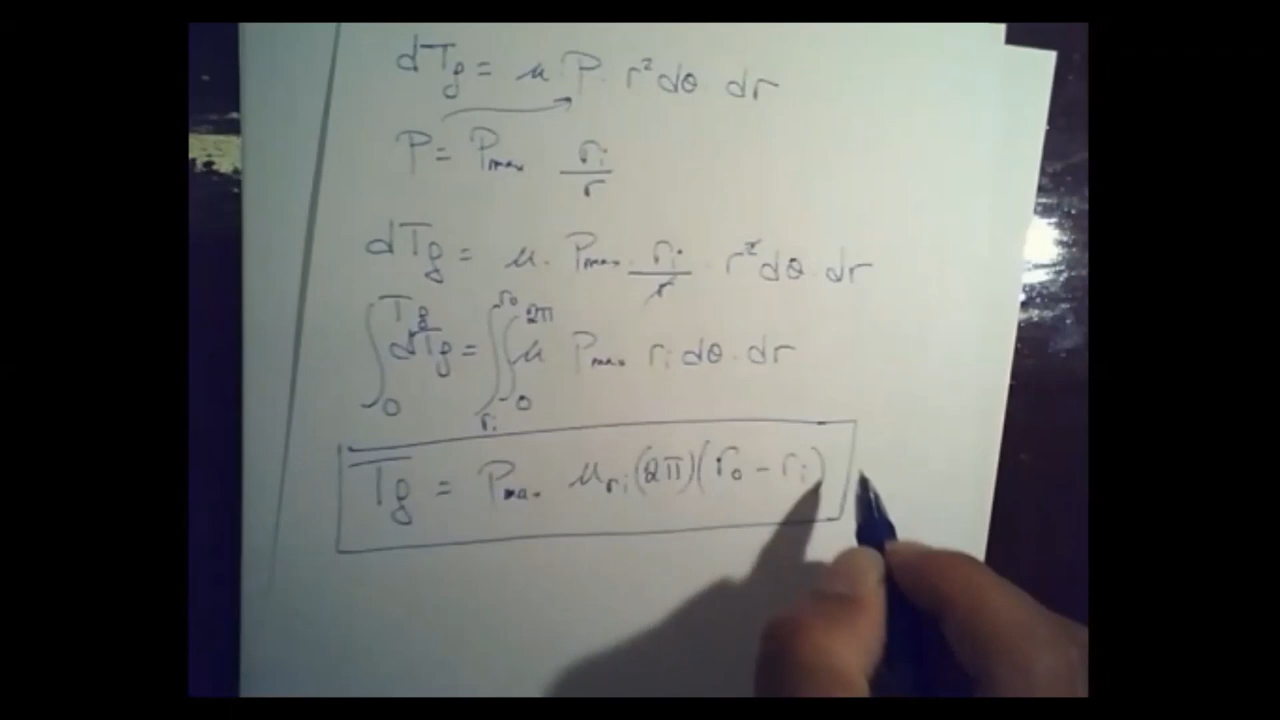 dTg = μ P · r² dθ dr
P = Pmax ri/r
dTg = μ · Pmax · ri/r · r² dθ · dr
∫₀^Tg dTg = ∫ri^ro ∫₀^2π μ Pmax ri dθ · dr
Tg = Pmax μ ri (2π)(ro − ri)